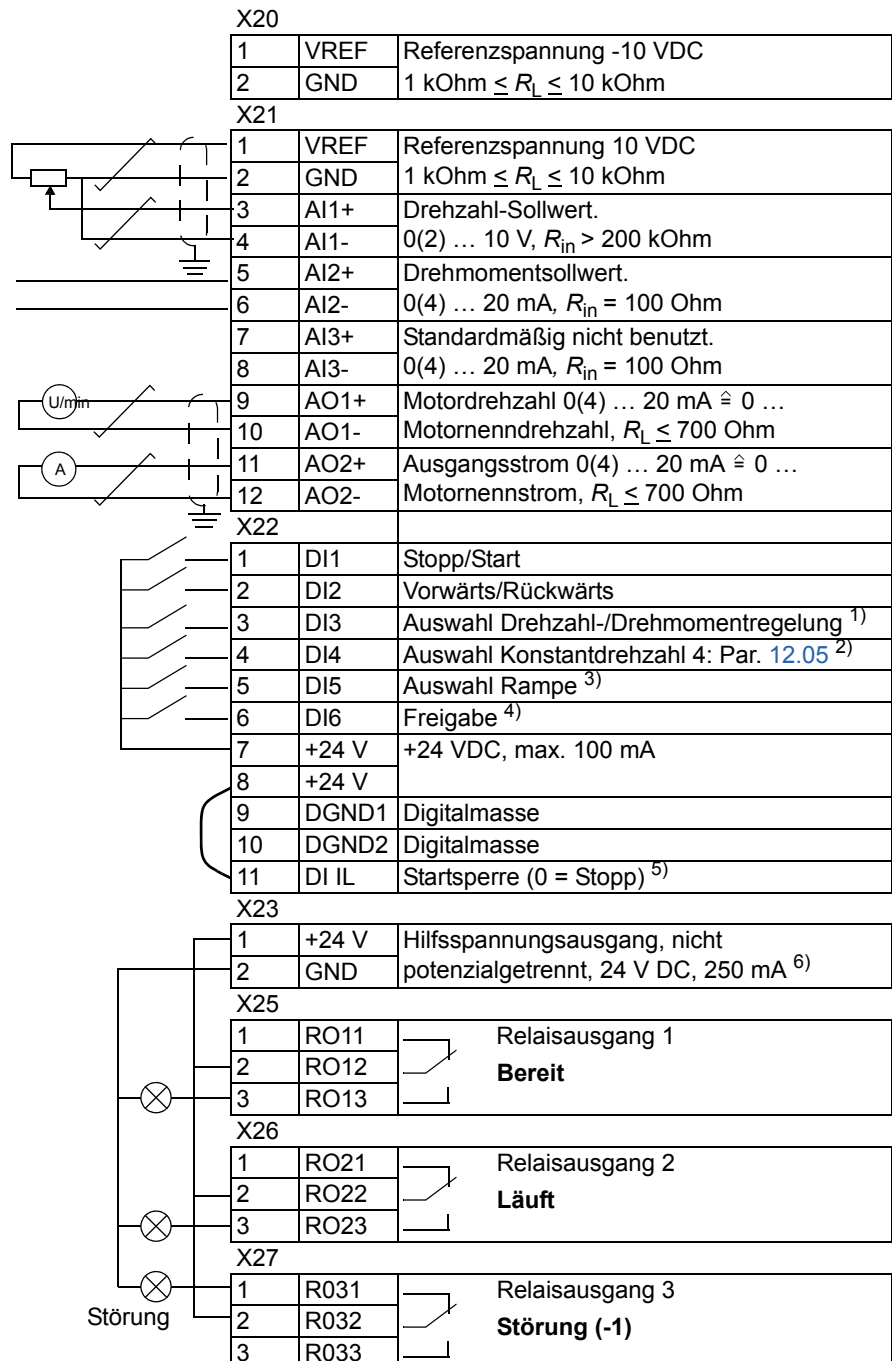 X20
1 VREF Referenzspannung -10 VDC
2 GND 1 kOhm ≤ RL ≤ 10 kOhm
X21
1 VREF Referenzspannung 10 VDC
2 GND 1 kOhm ≤ RL ≤ 10 kOhm
3 AI1+ Drehzahl-Sollwert.
4 AI1- 0(2) … 10 V, Rin > 200 kOhm
5 AI2+ Drehmomentsollwert.
6 AI2- 0(4) … 20 mA, Rin = 100 Ohm
7 AI3+ Standardmäßig nicht benutzt.
8 AI3- 0(4) … 20 mA, Rin = 100 Ohm
U/min 9 AO1+ Motordrehzahl 0(4) … 20 mA ≙ 0 …
10 AO1- Motornenndrehzahl, RL ≤ 700 Ohm
A 11 AO2+ Ausgangsstrom 0(4) … 20 mA ≙ 0 …
12 AO2- Motornennstrom, RL ≤ 700 Ohm
X22
1 DI1 Stopp/Start
2 DI2 Vorwärts/Rückwärts
3 DI3 Auswahl Drehzahl-/Drehmomentregelung 1)
4 DI4 Auswahl Konstantdrehzahl 4: Par. 12.05 2)
5 DI5 Auswahl Rampe 3)
6 DI6 Freigabe 4)
7 +24 V +24 VDC, max. 100 mA
8 +24 V
9 DGND1 Digitalmasse
10 DGND2 Digitalmasse
11 DI IL Startsperre (0 = Stopp) 5)
X23
1 +24 V Hilfsspannungsausgang, nicht
2 GND potenzialgetrennt, 24 V DC, 250 mA 6)
X25
1 RO11 Relaisausgang 1
2 RO12 Bereit
3 RO13
X26
1 RO21 Relaisausgang 2
2 RO22 Läuft
3 RO23
X27
1 R031 Relaisausgang 3
Störung 2 R032 Störung (-1)
3 R033